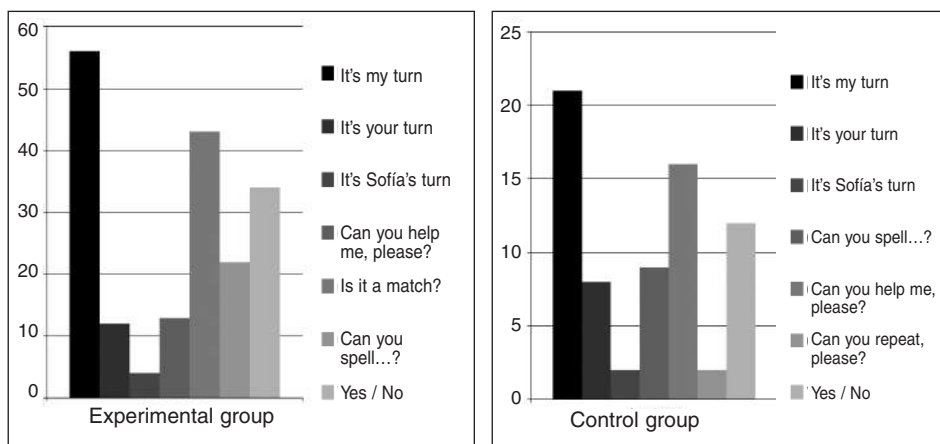 60
50
40
30
20
10
0
It's my turn
It's your turn
It's Sofía's turn
Can you help
me, please?
Is it a match?
Can you
spell...?
Yes / No
Experimental group
25
20
15
10
5
0
It's my turn
It's your turn
It's Sofía's turn
Can you spell...?
Can you help me,
please?
Can you repeat,
please?
Yes / No
Control group